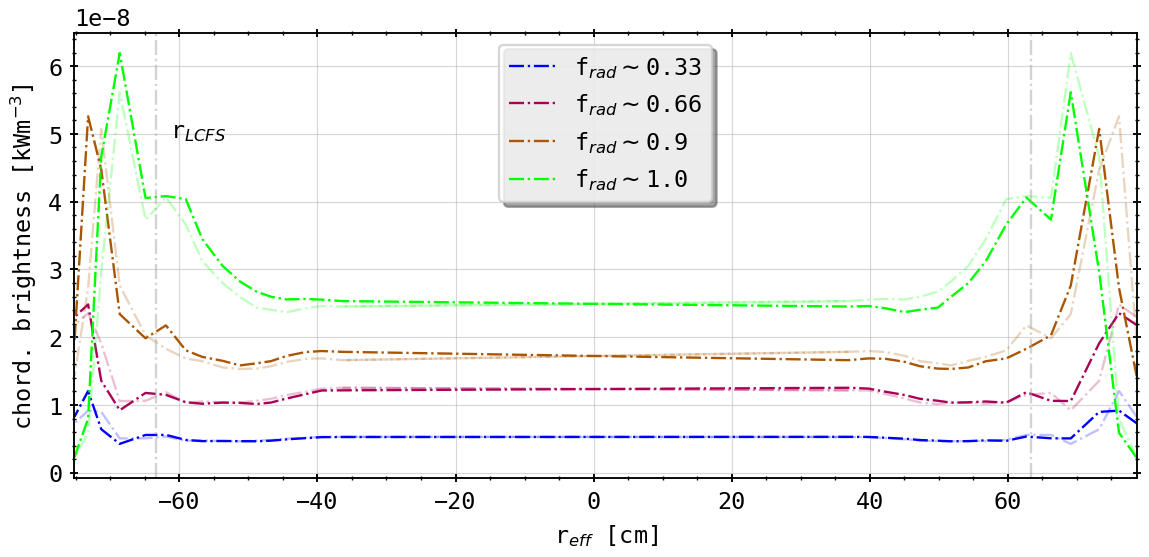 1e−8
chord. brightness [kWm⁻³]
6
5
4
3
2
1
0
r_LCFS
f_rad ∼ 0.33
f_rad ∼ 0.66
f_rad ∼ 0.9
f_rad ∼ 1.0
−60 −40 −20 0 20 40 60
r_eff [cm]